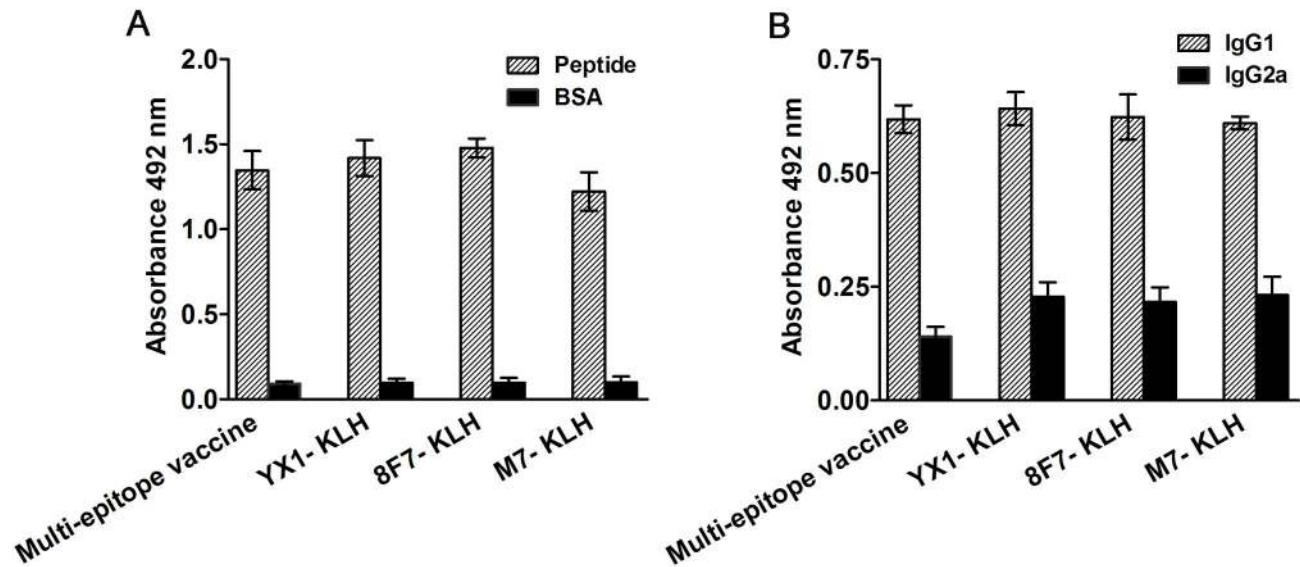 A
Absorbance 492 nm
2.0
1.5
1.0
0.5
0.0
Peptide
BSA
Multi-epitope vaccine
YX1- KLH
8F7- KLH
M7- KLH
B
Absorbance 492 nm
0.75
0.50
0.25
0.00
IgG1
IgG2a
Multi-epitope vaccine
YX1- KLH
8F7- KLH
M7- KLH